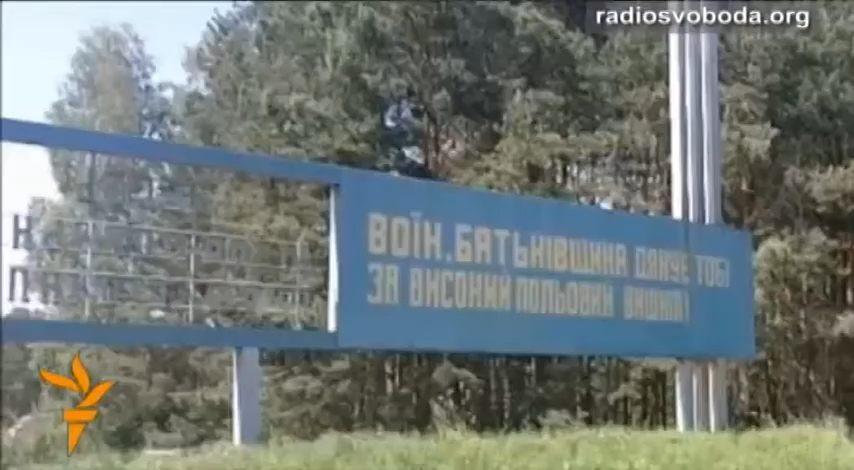 radiosvoboda.org
ВОЇН. БАТЬКІВЩИНА ДЯКУЄ ТОБІ
ЗА ВИСОКИЙ ПОЛЬОВИЙ ВИШКІЛ